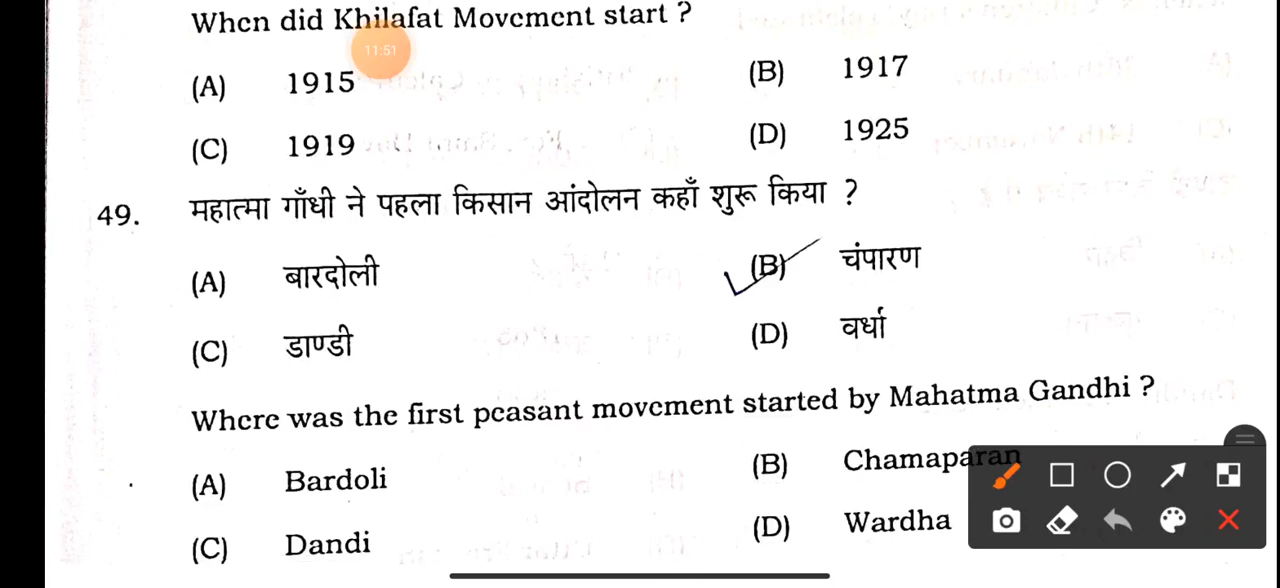 When did Khilafat Movement start ?
11:51
(A) 1915 (B) 1917
(C) 1919 (D) 1925
49. महात्मा गाँधी ने पहला किसान आंदोलन कहाँ शुरू किया ?
(A) बारदोली (B) चंपारण
(C) डाण्डी (D) वर्धा
Where was the first peasant movement started by Mahatma Gandhi ?
(A) Bardoli (B) Chamaparan
(C) Dandi (D) Wardha